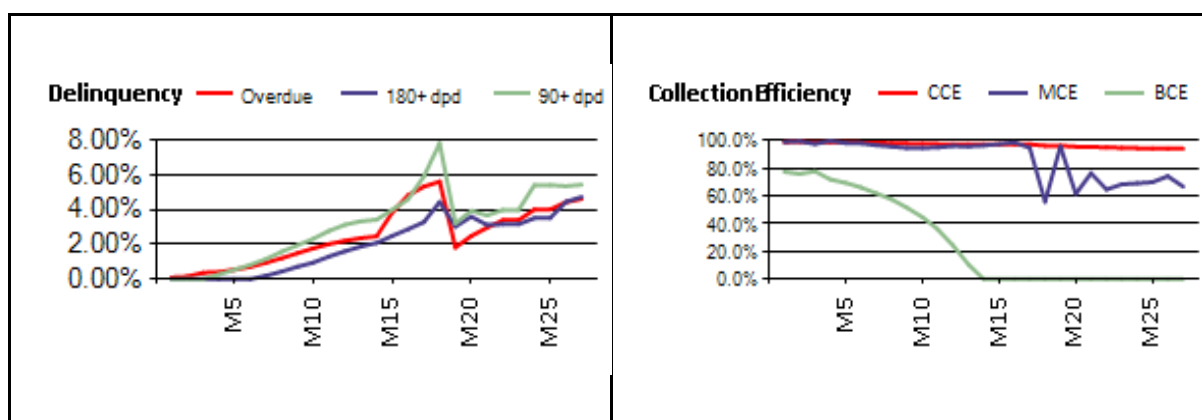 Delinquency Overdue 180+ dpd 90+ dpd
8.00%
6.00%
4.00%
2.00%
0.00%
M5 M10 M15 M20 M25
Collection Efficiency CCE MCE BCE
100.0%
80.0%
60.0%
40.0%
20.0%
0.0%
M5 M10 M15 M20 M25